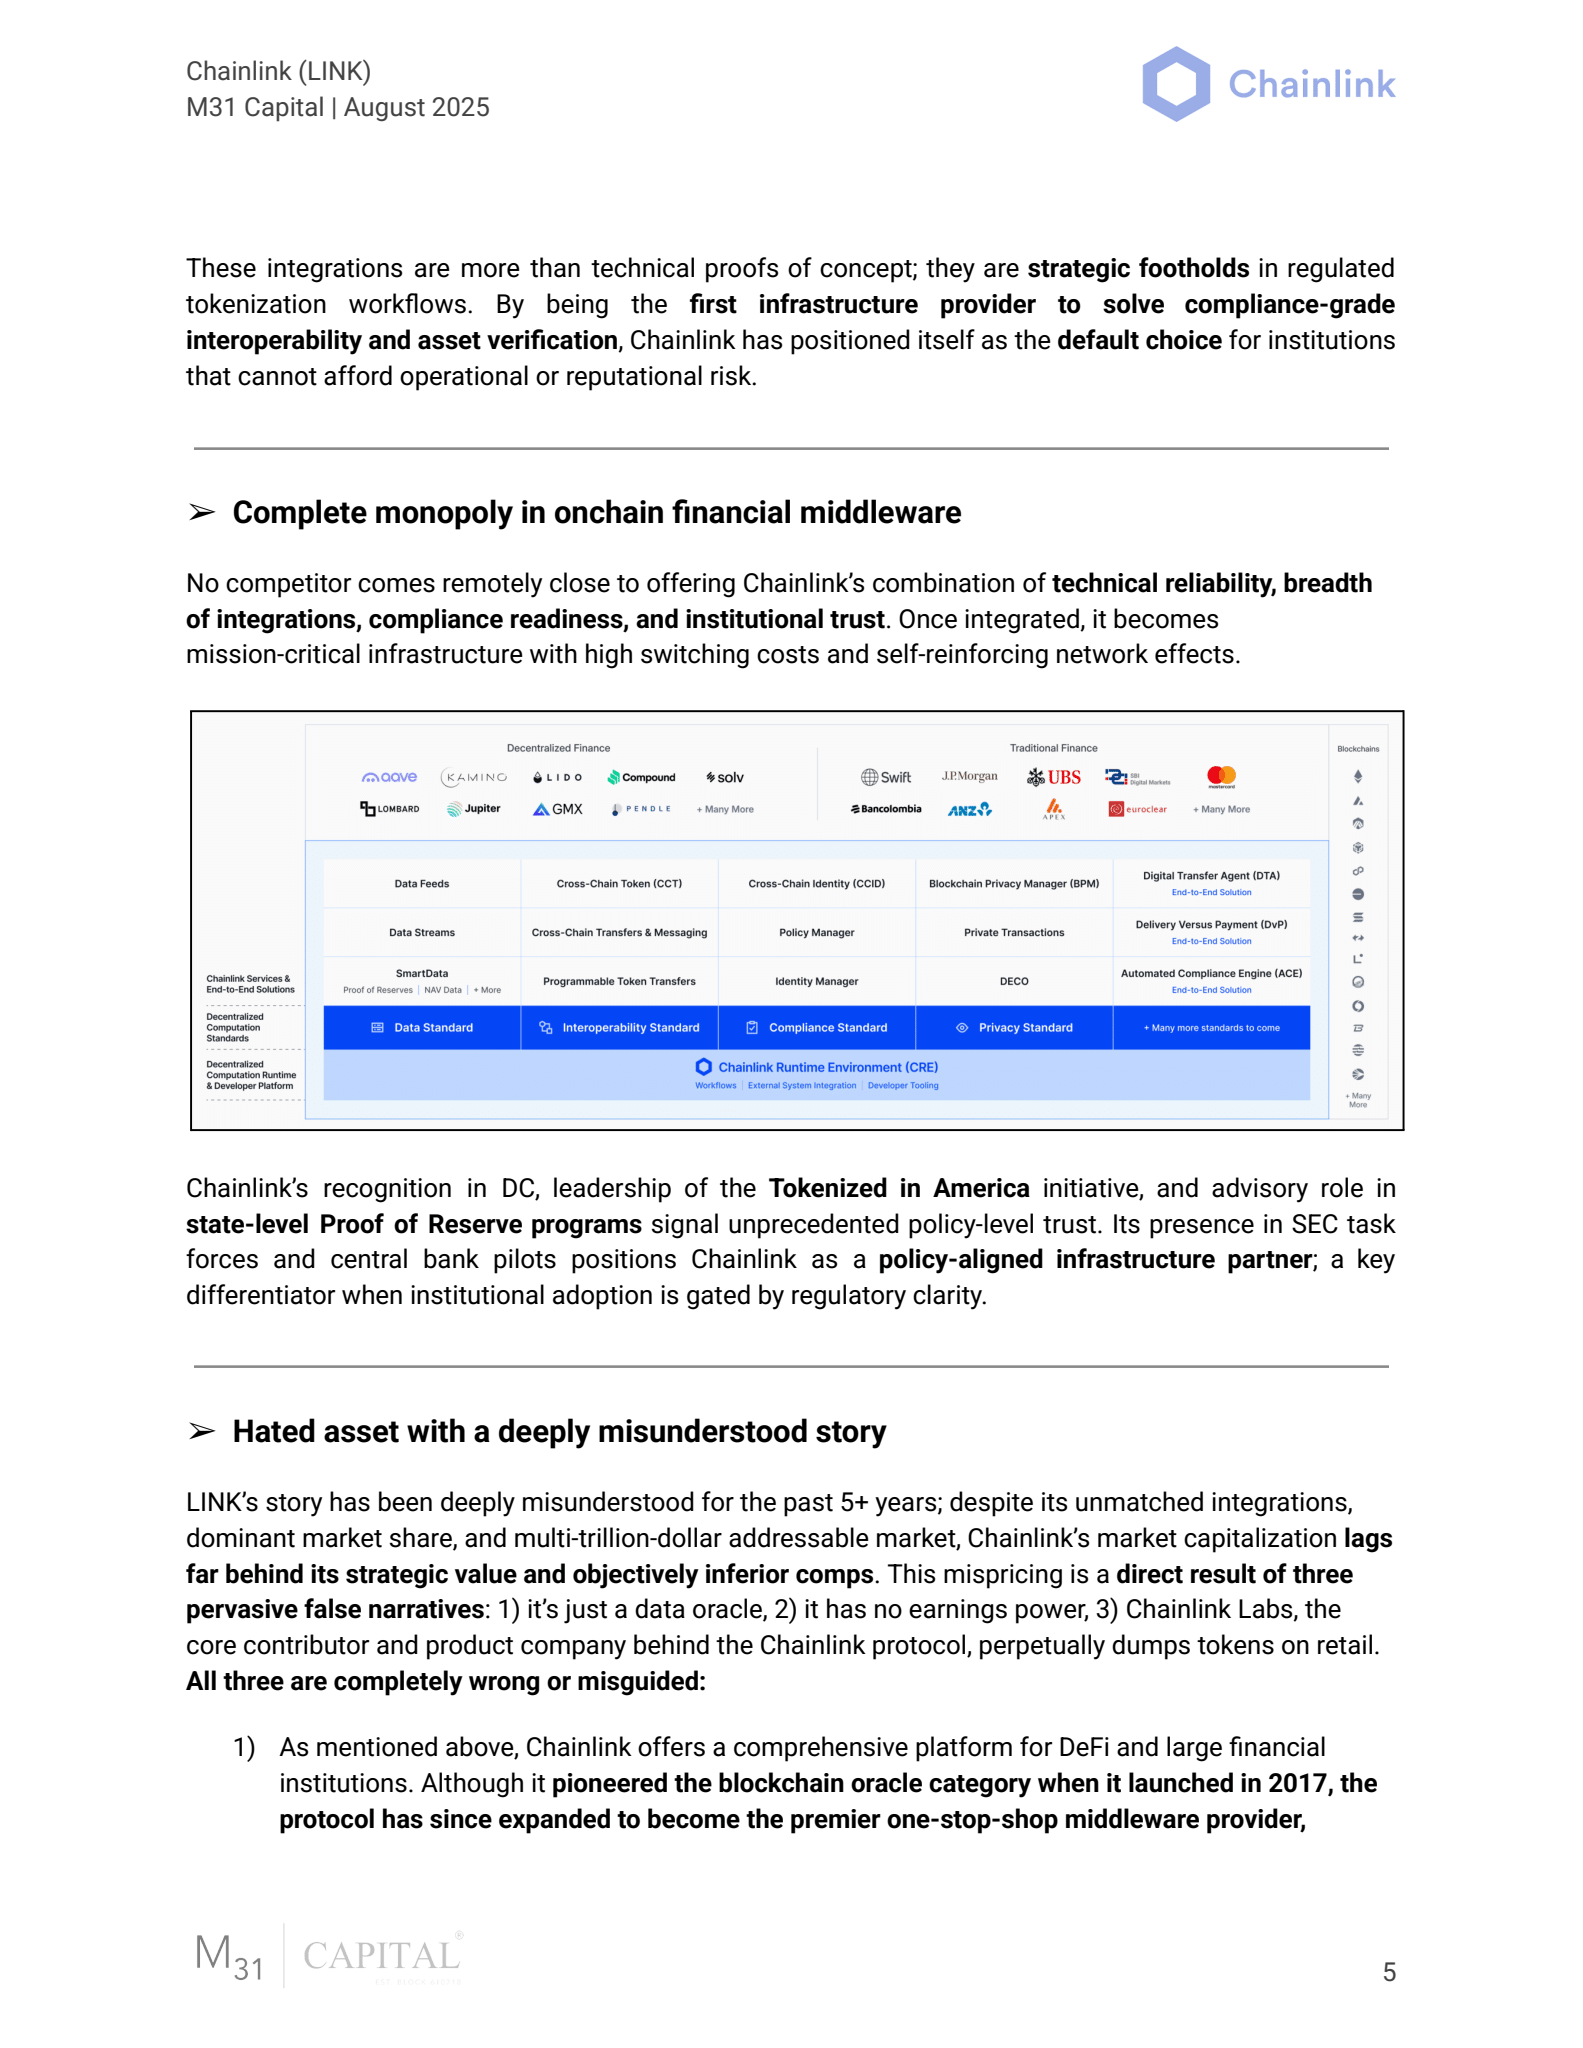 Chainlink (LINK)
M31 Capital | August 2025
Chainlink
These integrations are more than technical proofs of concept; they are strategic footholds in regulated
tokenization workflows. By being the first infrastructure provider to solve compliance-grade
interoperability and asset verification, Chainlink has positioned itself as the default choice for institutions
that cannot afford operational or reputational risk.
➢ Complete monopoly in onchain financial middleware
No competitor comes remotely close to offering Chainlink’s combination of technical reliability, breadth
of integrations, compliance readiness, and institutional trust. Once integrated, it becomes
mission-critical infrastructure with high switching costs and self-reinforcing network effects.
Decentralized Finance
Traditional Finance
Blockchains
aave KAMINO LIDO Compound solv
Swift J.P.Morgan UBS SBI Digital Markets mastercard
LOMBARD Jupiter GMX PENDLE + Many More
Bancolombia ANZ APEX euroclear + Many More
Data Feeds
Cross-Chain Token (CCT)
Cross-Chain Identity (CCID)
Blockchain Privacy Manager (BPM)
Digital Transfer Agent (DTA)
End-to-End Solution
Data Streams
Cross-Chain Transfers & Messaging
Policy Manager
Private Transactions
Delivery Versus Payment (DvP)
End-to-End Solution
Chainlink Services &
End-to-End Solutions
SmartData
Proof of Reserves | NAV Data | + More
Programmable Token Transfers
Identity Manager
DECO
Automated Compliance Engine (ACE)
End-to-End Solution
Decentralized
Computation
Standards
Data Standard
Interoperability Standard
Compliance Standard
Privacy Standard
+ Many more standards to come
Decentralized
Computation Runtime
& Developer Platform
Chainlink Runtime Environment (CRE)
Workflows | External System Integration | Developer Tooling
+ Many
More
Chainlink’s recognition in DC, leadership of the Tokenized in America initiative, and advisory role in
state-level Proof of Reserve programs signal unprecedented policy-level trust. Its presence in SEC task
forces and central bank pilots positions Chainlink as a policy-aligned infrastructure partner; a key
differentiator when institutional adoption is gated by regulatory clarity.
➢ Hated asset with a deeply misunderstood story
LINK’s story has been deeply misunderstood for the past 5+ years; despite its unmatched integrations,
dominant market share, and multi-trillion-dollar addressable market, Chainlink’s market capitalization lags
far behind its strategic value and objectively inferior comps. This mispricing is a direct result of three
pervasive false narratives: 1) it’s just a data oracle, 2) it has no earnings power, 3) Chainlink Labs, the
core contributor and product company behind the Chainlink protocol, perpetually dumps tokens on retail.
All three are completely wrong or misguided:
1) As mentioned above, Chainlink offers a comprehensive platform for DeFi and large financial
institutions. Although it pioneered the blockchain oracle category when it launched in 2017, the
protocol has since expanded to become the premier one-stop-shop middleware provider,
M31 | CAPITAL®
5